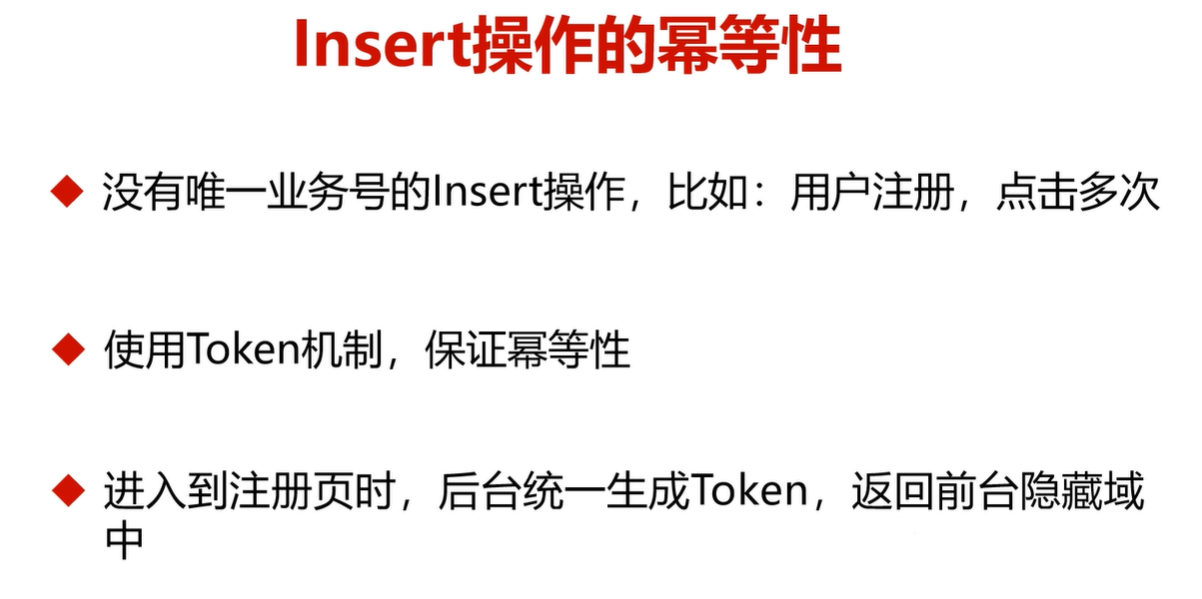 Insert操作的幂等性
没有唯一业务号的Insert操作，比如：用户注册，点击多次
使用Token机制，保证幂等性
进入到注册页时，后台统一生成Token，返回前台隐藏域
中